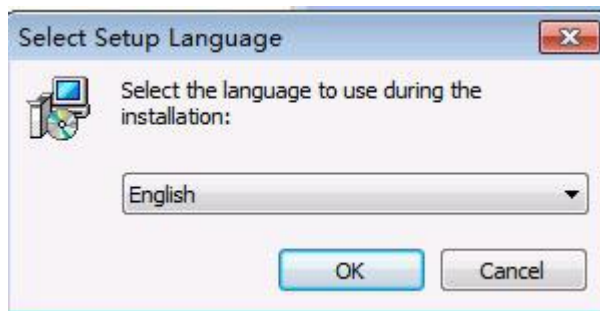 Select Setup Language
Select the language to use during the
installation:
English
OK
Cancel